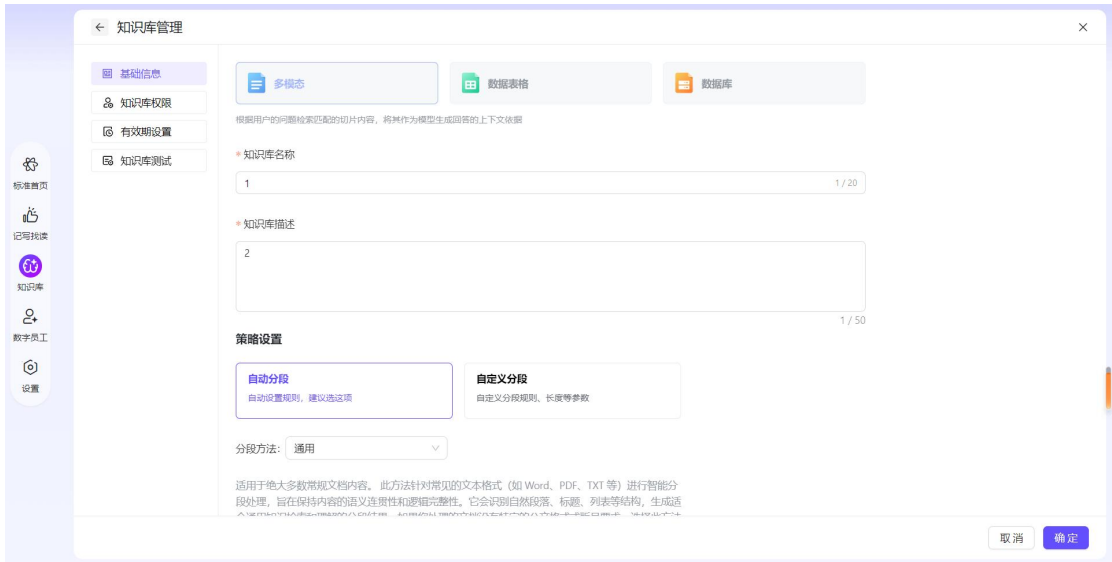 知识库管理
基础信息
知识库权限
有效期设置
知识库测试
标准首页
记写找读
知识库
数字员工
设置
多模态
数据表格
数据库
根据用户的问题检索匹配的切片内容，将其作为模型生成回答的上下文依据
* 知识库名称
1
1 / 20
* 知识库描述
2
1 / 50
策略设置
自动分段
自动设置规则，建议选这项
自定义分段
自定义分段规则、长度等参数
分段方法： 通用
适用于绝大多数常规文档内容。 此方法针对常见的文本格式（如 Word、PDF、TXT 等）进行智能分
段处理，旨在保持内容的语义连贯性和逻辑完整性。它会识别自然段落、标题、列表等结构，生成适
取消
确定